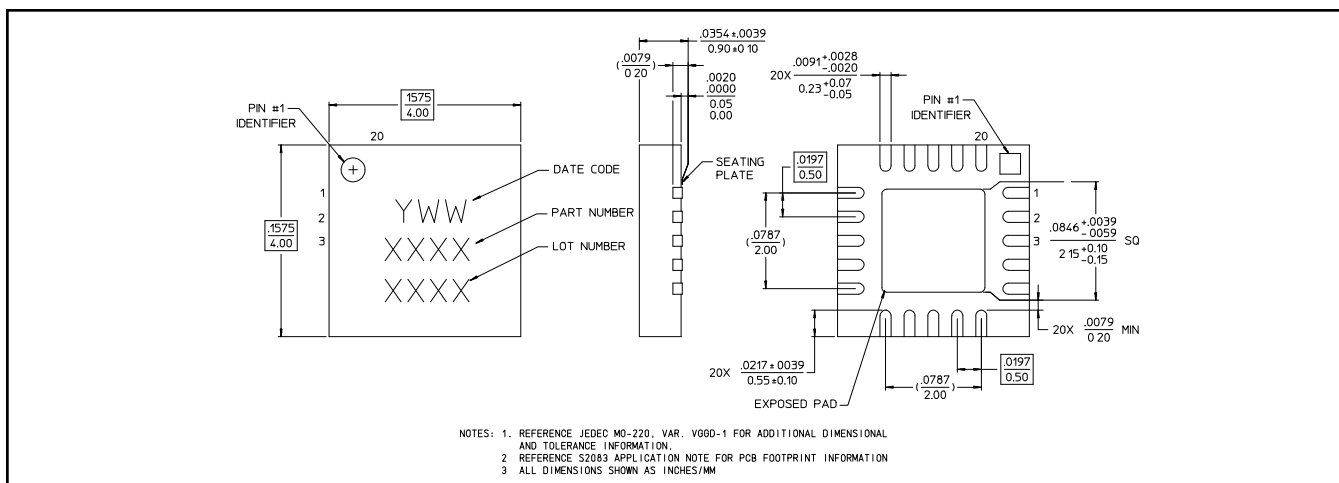 PIN #1
IDENTIFIER
.1575
4.00
20
.1575
4.00
1
2
3
YWW
XXXX
XXXX
DATE CODE
PART NUMBER
LOT NUMBER
.0354±.0039
0.90±0 10
(.0079
0 20)
.0020
.0000
0.05
0.00
SEATING
PLATE
20X .0091+.0028
-.0020
0.23+0.07
-0.05
PIN #1
IDENTIFIER
20
.0197
0.50
(.0787
2.00)
1
2
3
.0846+.0039
-.0059
2 15+0.10
-0.15
SQ
20X .0079
0 20 MIN
20X .0217±0039
0.55±0.10
.0197
0.50
(.0787
2.00)
EXPOSED PAD
NOTES: 1. REFERENCE JEDEC MO-220, VAR. VGGD-1 FOR ADDITIONAL DIMENSIONAL
AND TOLERANCE INFORMATION.
2 REFERENCE S2083 APPLICATION NOTE FOR PCB FOOTPRINT INFORMATION
3 ALL DIMENSIONS SHOWN AS INCHES/MM